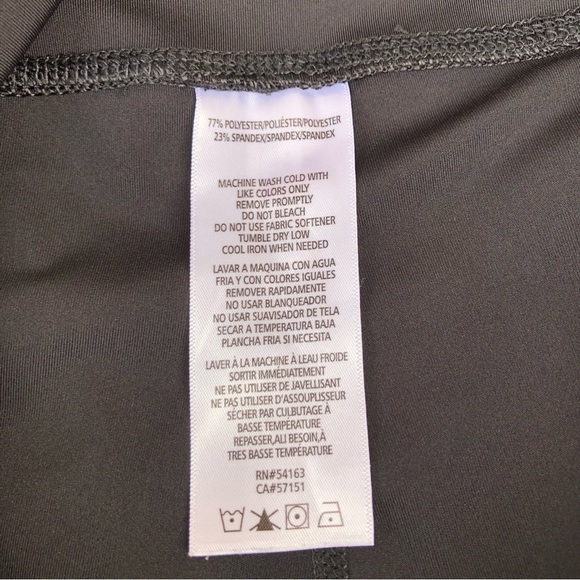 77% POLYESTER/POLIÉSTER/POLYESTER
23% SPANDEX/SPANDEX/SPANDEX
MACHINE WASH COLD WITH
LIKE COLORS ONLY
REMOVE PROMPTLY
DO NOT BLEACH
DO NOT USE FABRIC SOFTENER
TUMBLE DRY LOW
COOL IRON WHEN NEEDED
LAVAR A MAQUINA CON AGUA
FRIA Y CON COLORES IGUALES
REMOVER RAPIDAMENTE
NO USAR BLANQUEADOR
NO USAR SUAVISADOR DE TELA
SECAR A TEMPERATURA BAJA
PLANCHA FRIA SI NECESITA
LAVER À LA MACHINE À LEAU FROIDE
SORTIR IMMÉDIATEMENT
NE PAS UTILISER DE JAVELLISANT
NE PAS UTILISER D'ASSOUPLISSEUR
SÉCHER PAR CULBUTAGE À
BASSE TEMPÉRATURE
REPASSER,ALI BESOIN,À
TRES BASSE TEMPÉRATURE
RN#54163
CA#57151